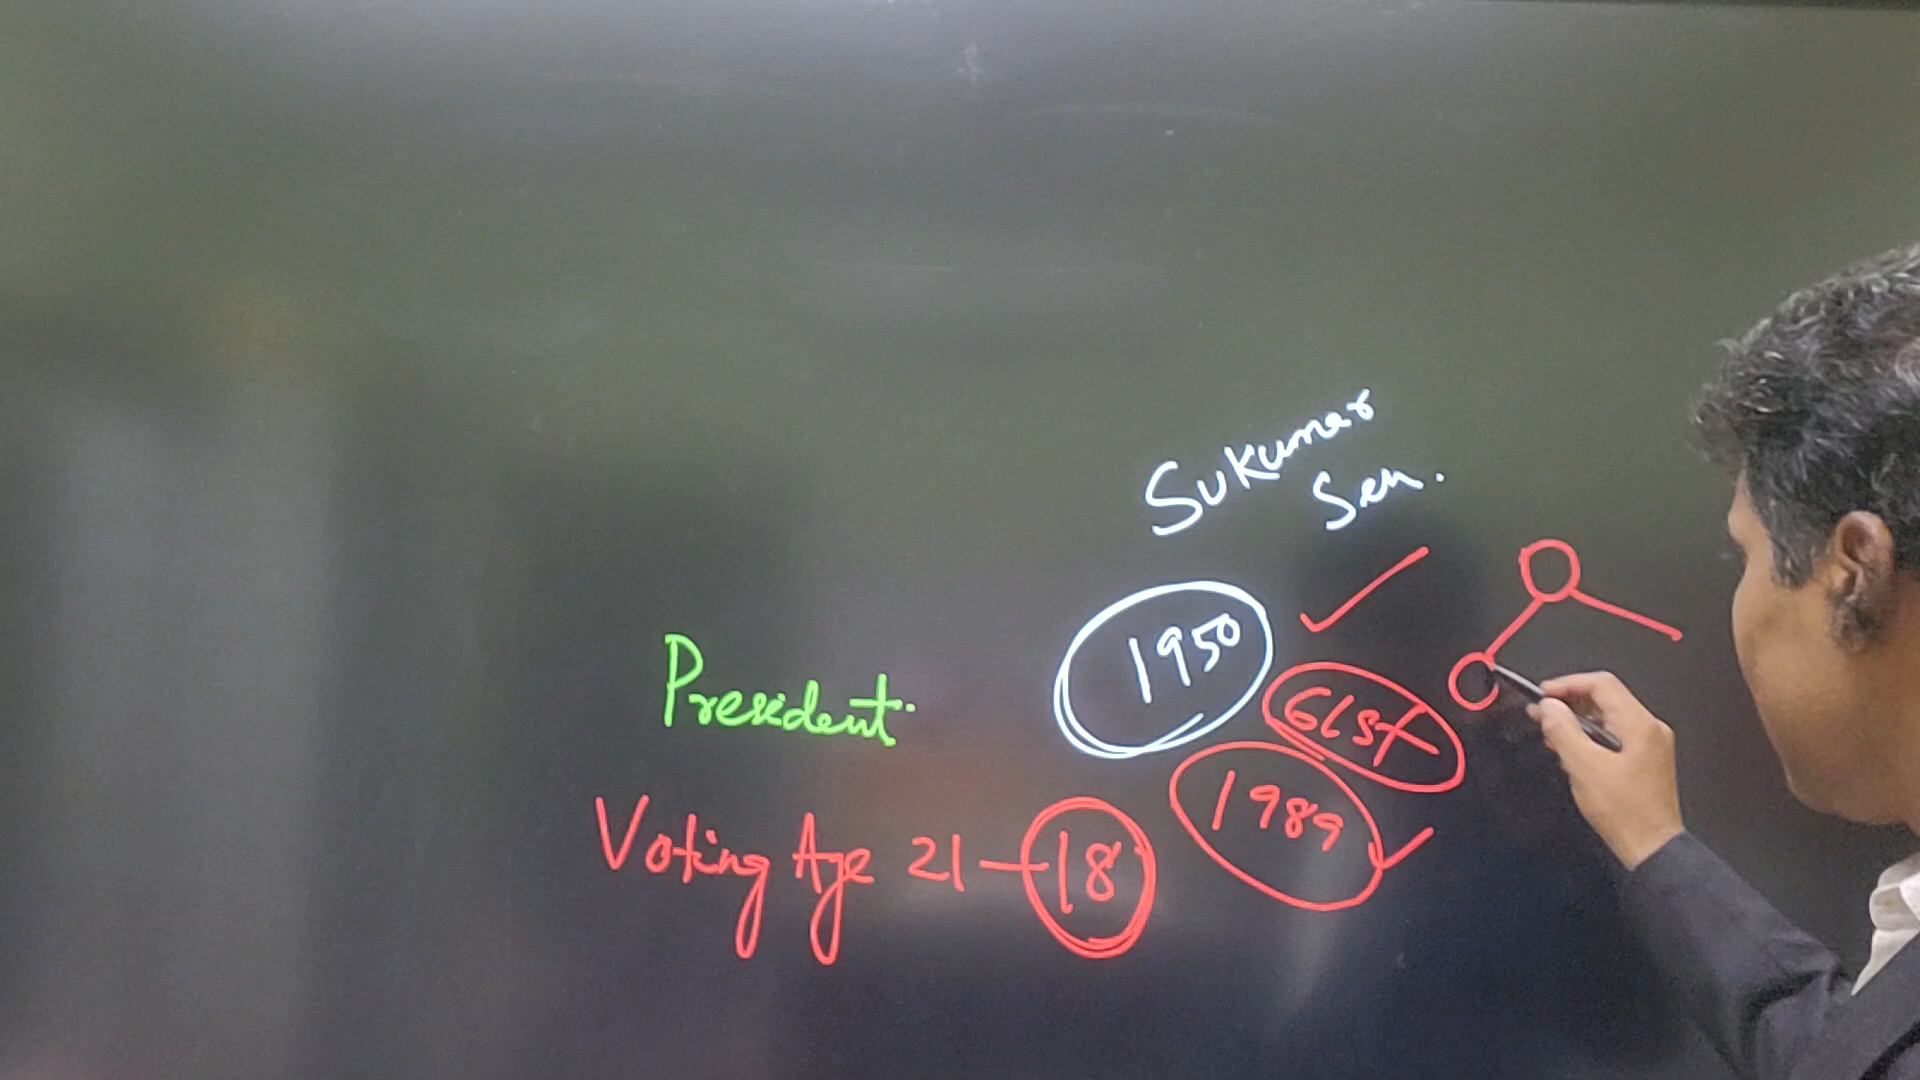 Sukumar
Sen.
1950
President.
61st
1989
Voting Age 21-18